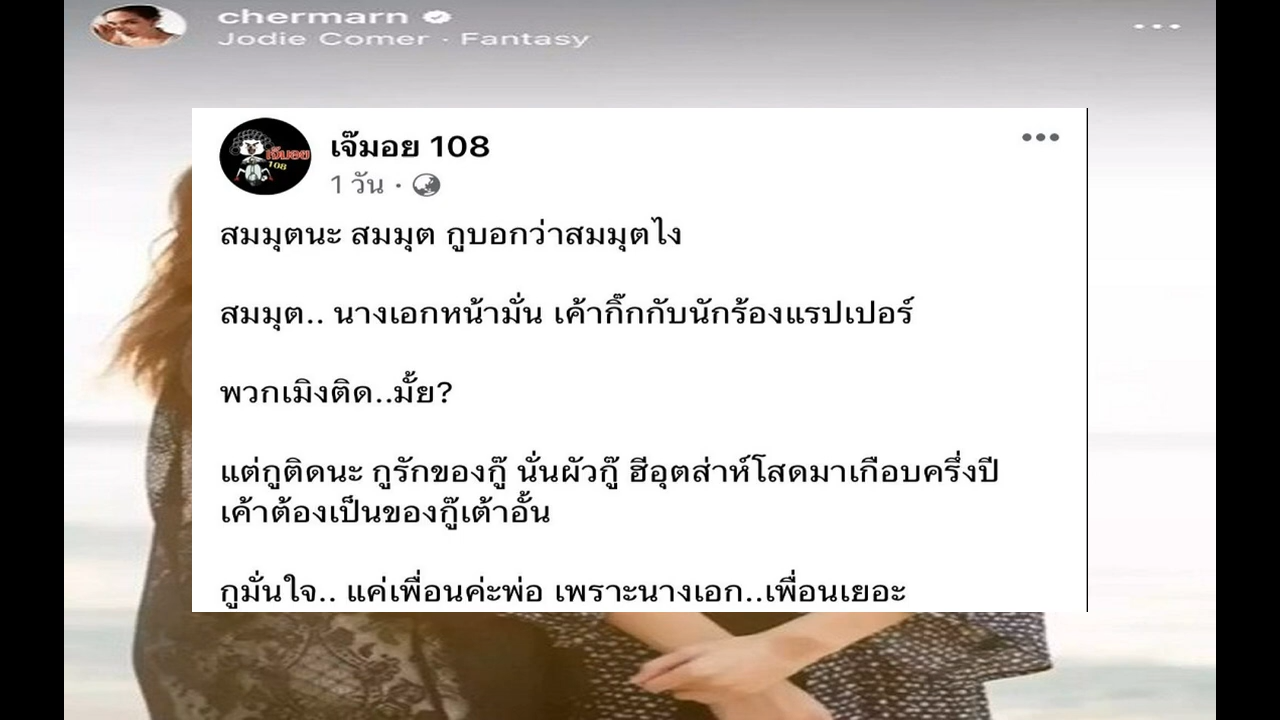 chermarn
Jodie Comer · Fantasy
เจ๊มอย
108
เจ๊มอย 108
1 วัน ·
สมมุตนะ สมมุต กูบอกว่าสมมุตไง
สมมุต.. นางเอกหน้ามั่น เค้ากิ๊กกับนักร้องแรปเปอร์
พวกเมิงติด..มั้ย?
แต่กูติดนะ กูรักของกู๊ นั่นผัวกู๊ ฮีอุตส่าห์โสดมาเกือบครึ่งปี
เค้าต้องเป็นของกู๊เต้าอั้น
กูมั่นใจ.. แค่เพื่อนค่ะพ่อ เพราะนางเอก..เพื่อนเยอะ